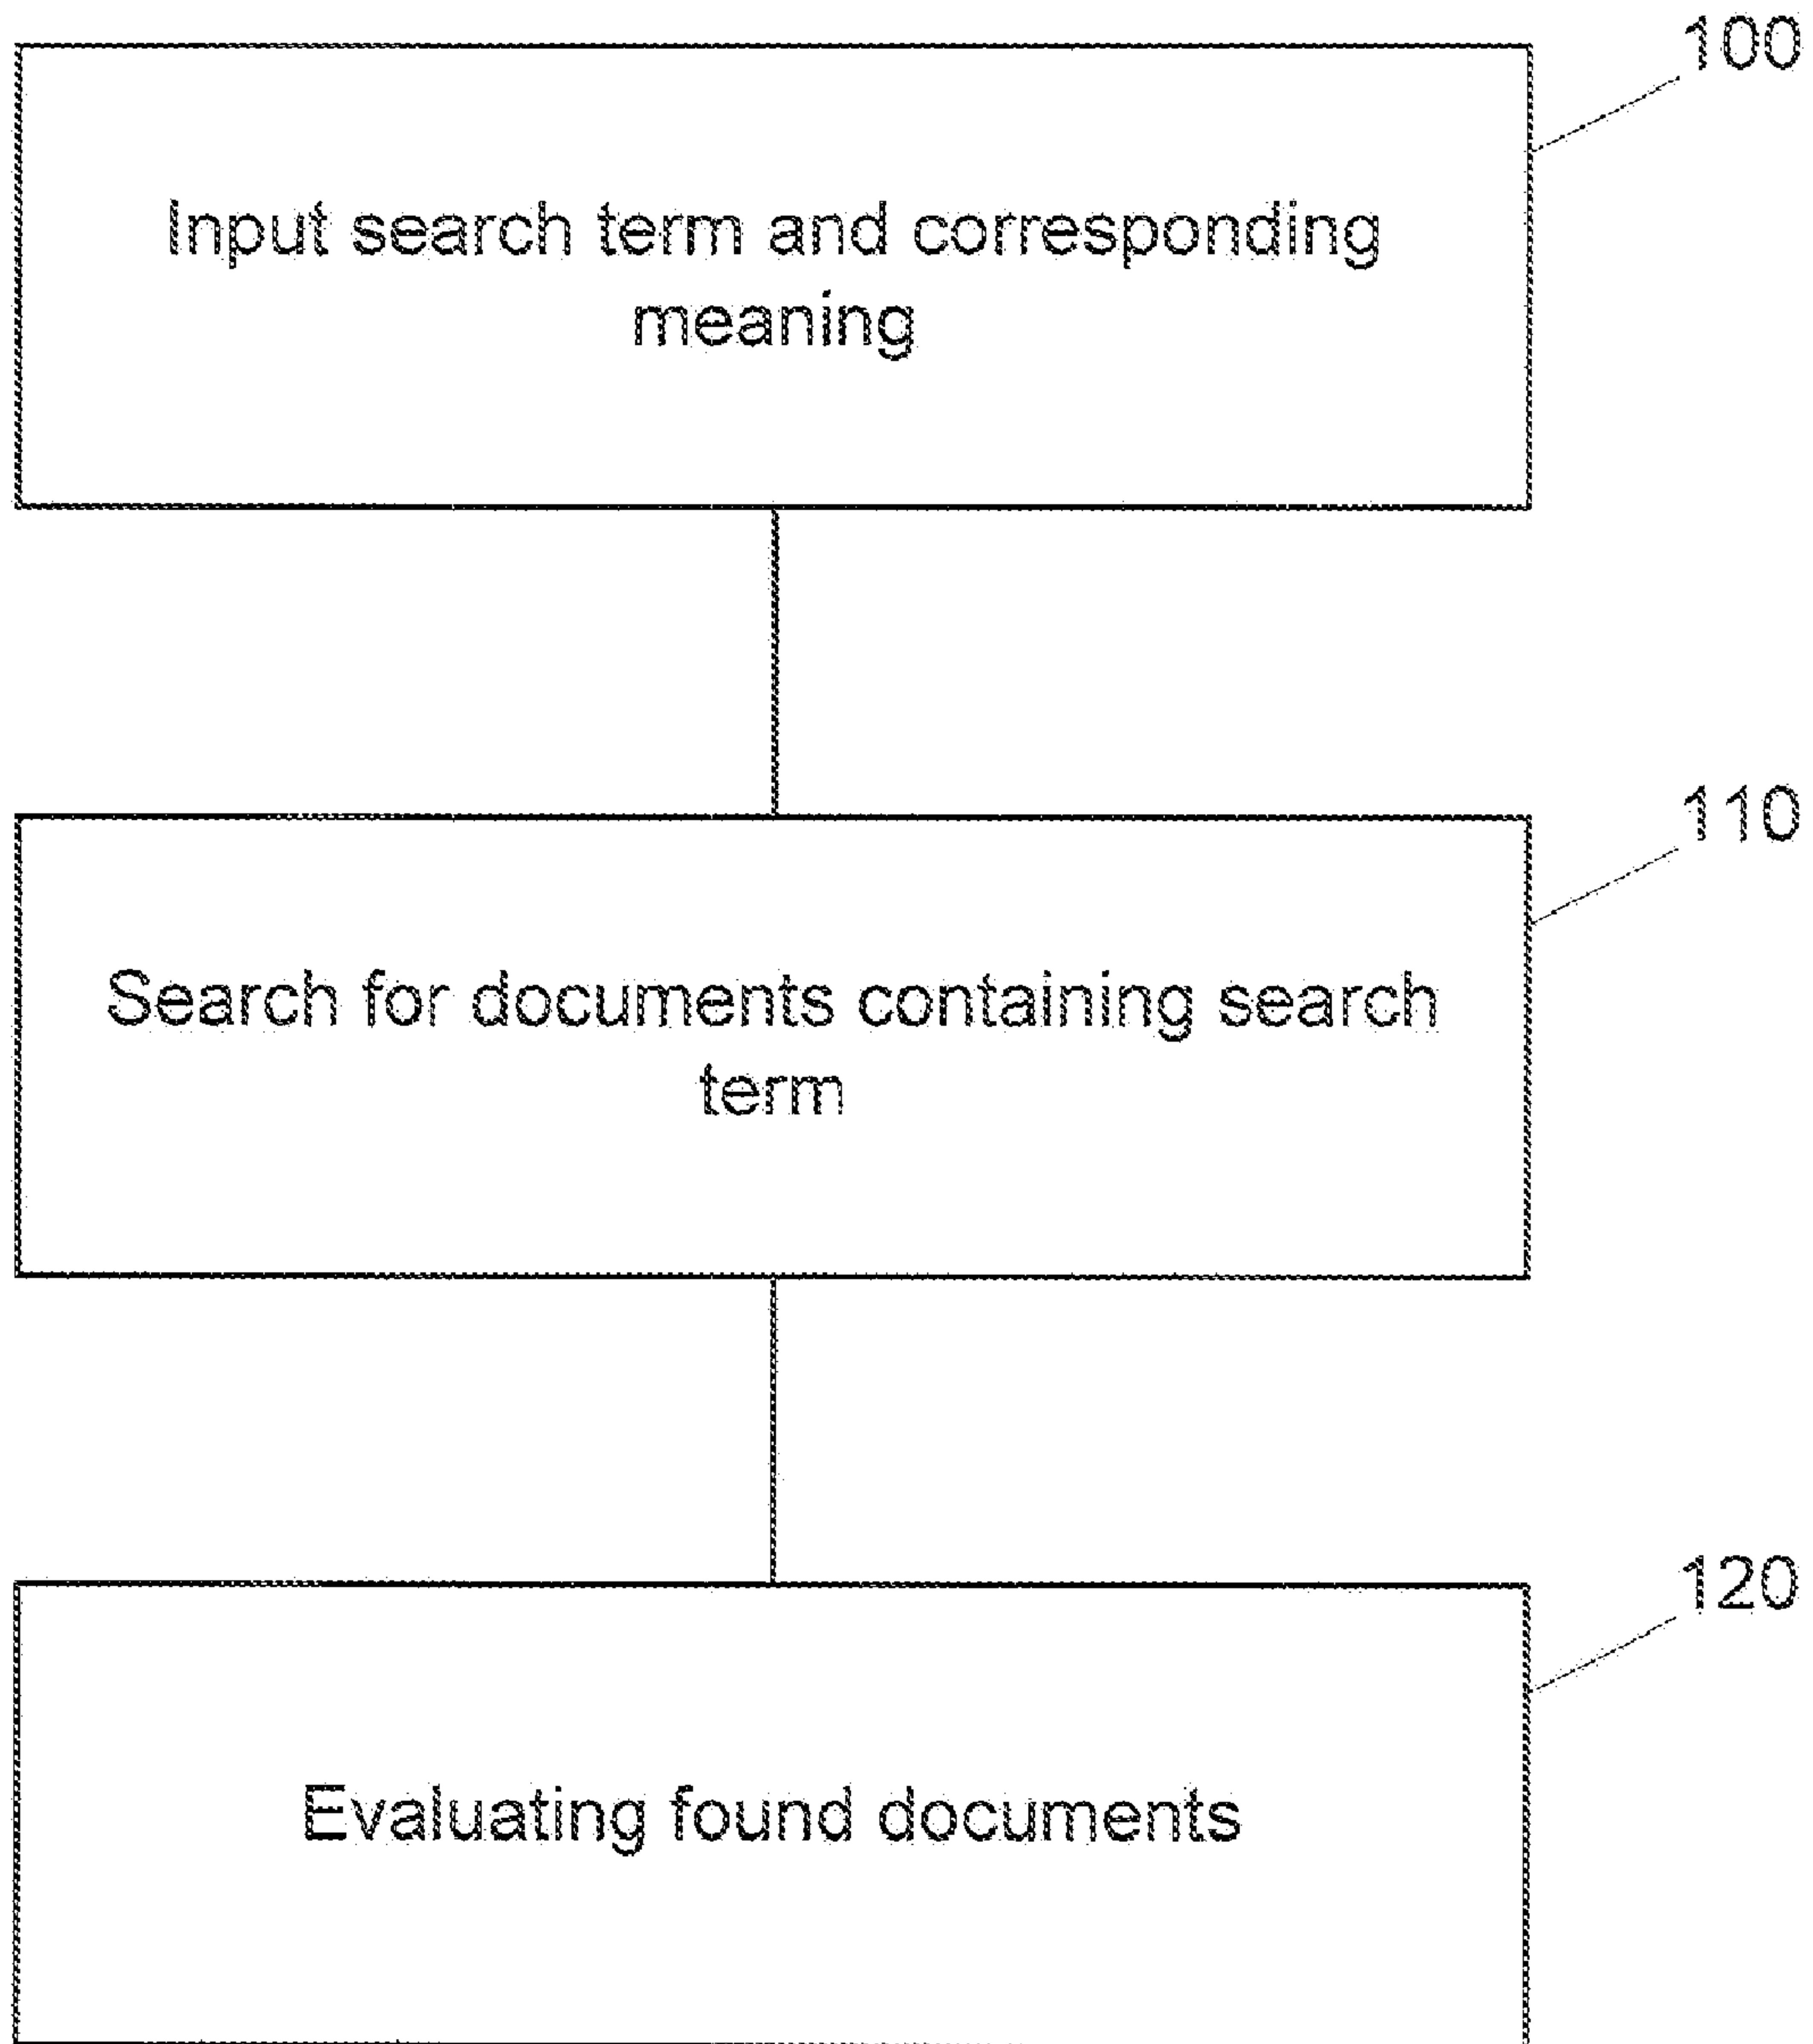 100
Input search term and corresponding
meaning
110
Search for documents containing search
term
120
Evaluating found documents